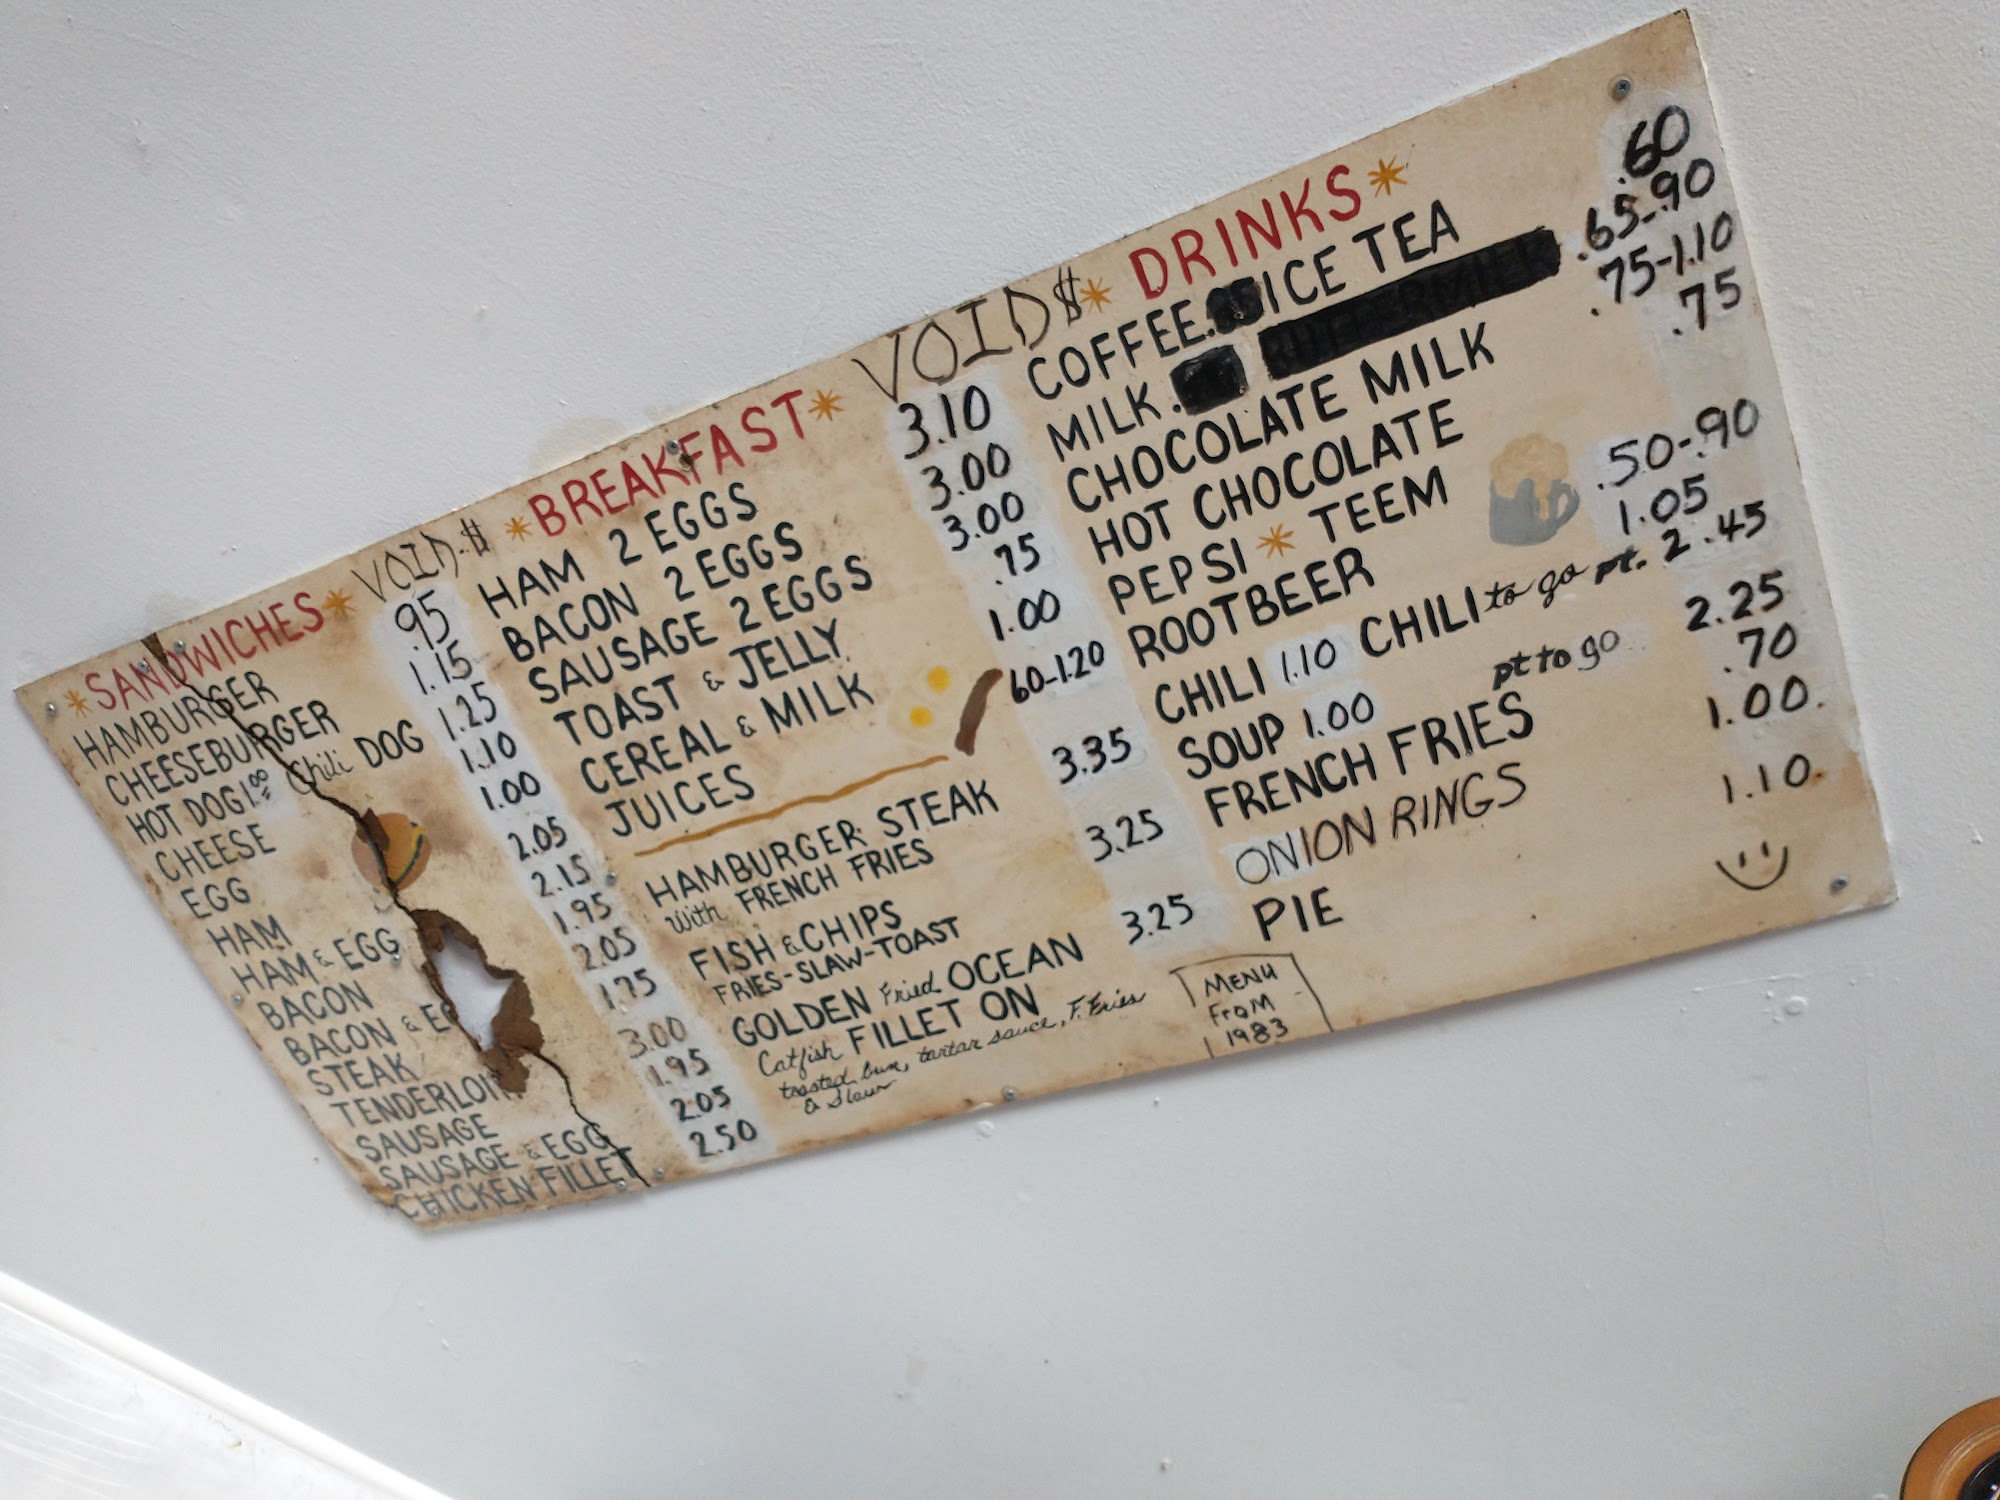 *SANDWICHES* VOID $
HAMBURGER .95
CHEESEBURGER 1.15
HOT DOG 1.00 Chili DOG 1.25
CHEESE 1.10
EGG 1.00
HAM 2.05
HAM & EGG 2.15
BACON 1.95
BACON & EG 2.05
STEAK 1.75
TENDERLOIN 3.00
SAUSAGE 1.95
SAUSAGE & EGG 2.05
CHICKEN FILLET 2.50
*BREAKFAST* VOID $
HAM 2 EGGS 3.10
BACON 2 EGGS 3.00
SAUSAGE 2 EGGS 3.00
TOAST & JELLY .75
CEREAL & MILK 1.00
JUICES 60-1.20
HAMBURGER STEAK 3.35
With FRENCH FRIES
FISH & CHIPS 3.25
FRIES-SLAW-TOAST
GOLDEN Fried OCEAN 3.25
Catfish FILLET ON
toasted bun, tartar sauce, F. Fries
& Slaw
* DRINKS *
COFFEE. ICE TEA .60
MILK. .65-.90
CHOCOLATE MILK .75-1.10
HOT CHOCOLATE .75
PEPSI * TEEM .50-.90
ROOTBEER 1.05
CHILI 1.10 CHILI to go pt. 2.45
SOUP 1.00 pt to go 2.25
FRENCH FRIES .70
ONION RINGS 1.00
PIE 1.10
MENU
FROM
1983